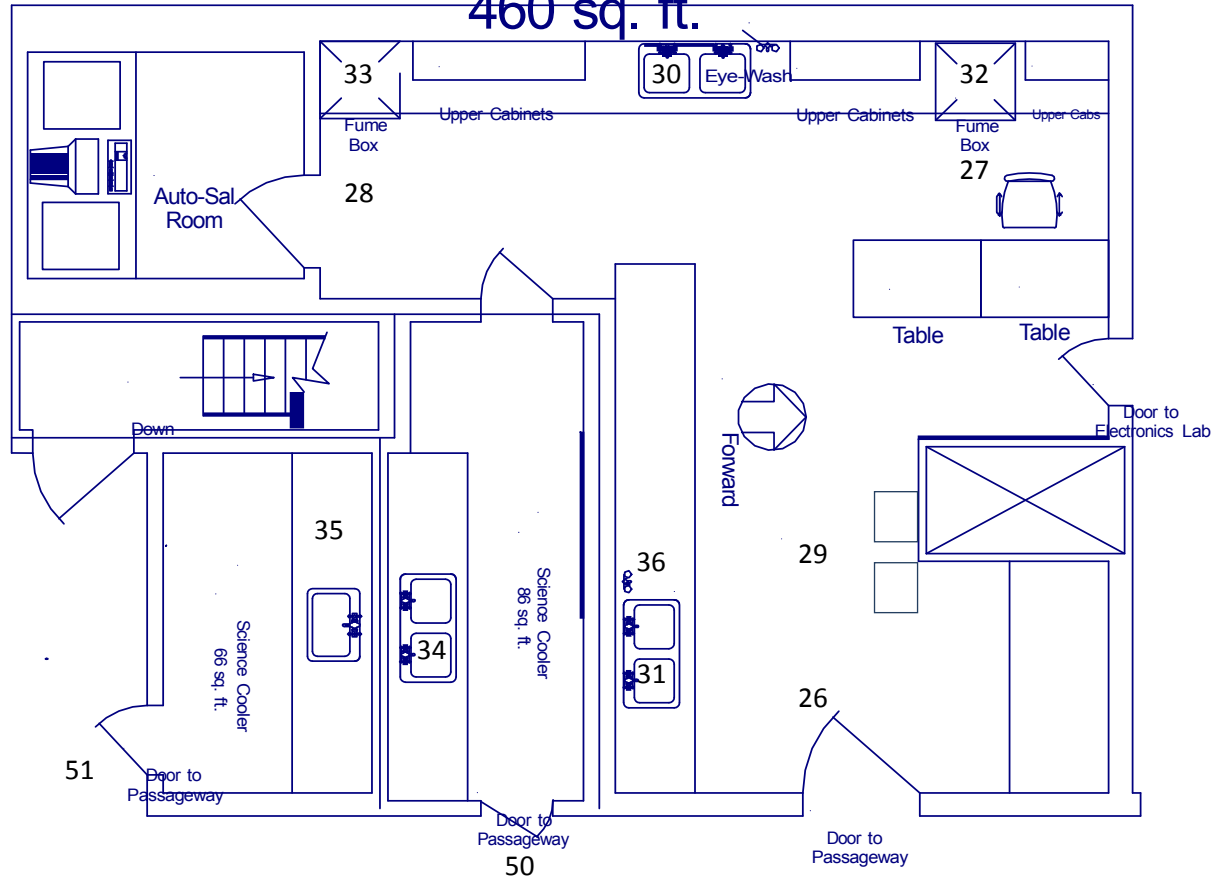 460 sq. ft.
33
30
Eye-Wash
32
Upper Cabinets
Upper Cabinets
Upper Cabs
Fume
Box
Fume
Box
27
28
Auto-Sal
Room
Table
Table
Door to
Electronics Lab
Down
Forward
35
29
36
Science Cooler
86 sq. ft.
Science Cooler
66 sq. ft.
34
31
26
51
Door to
Passageway
Door to
Passageway
50
Door to
Passageway